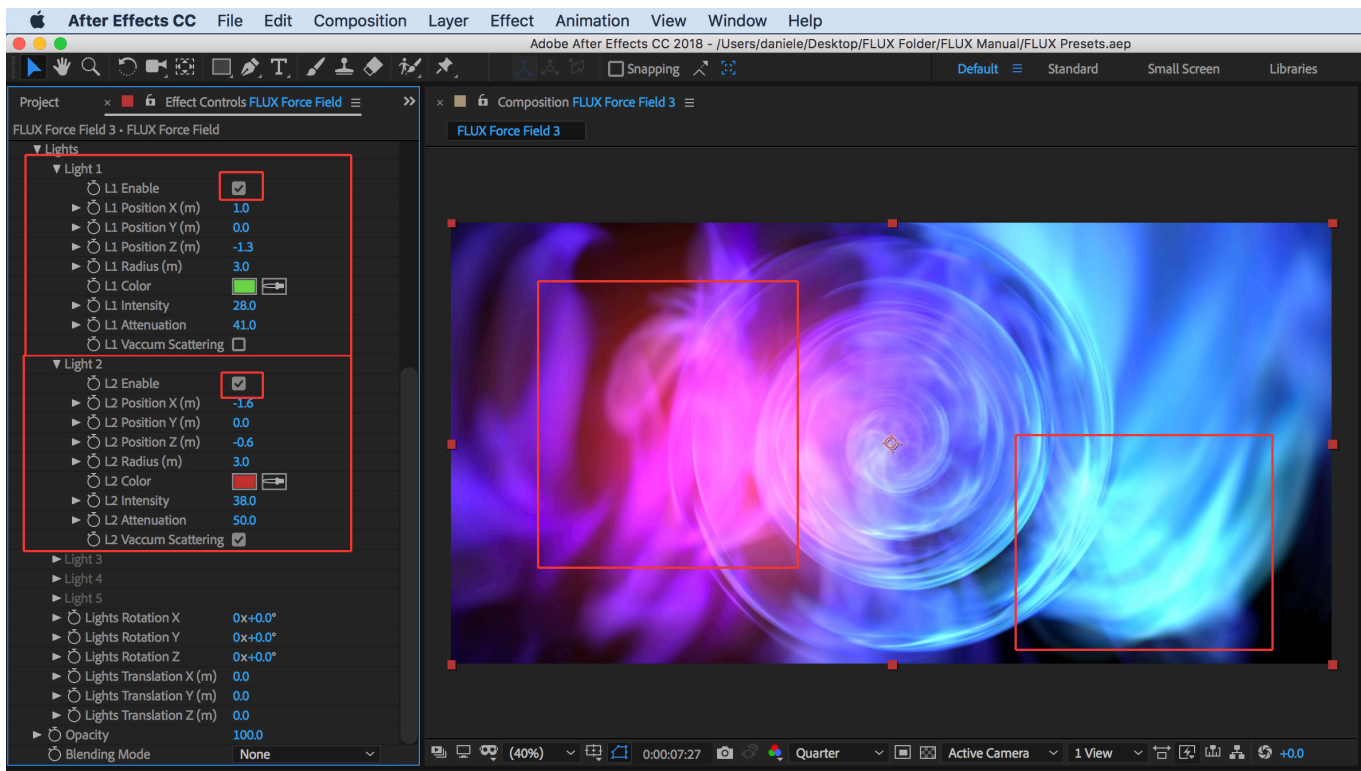 After Effects CC File Edit Composition Layer Effect Animation View Window Help
Adobe After Effects CC 2018 - /Users/daniele/Desktop/FLUX Folder/FLUX Manual/FLUX Presets.aep
T Snapping Default Standard Small Screen Libraries
Project × Effect Controls FLUX Force Field >> × Composition FLUX Force Field 3
FLUX Force Field 3 • FLUX Force Field
FLUX Force Field 3
Lights
Light 1
L1 Enable
L1 Position X (m) 1.0
L1 Position Y (m) 0.0
L1 Position Z (m) -1.3
L1 Radius (m) 3.0
L1 Color
L1 Intensity 28.0
L1 Attenuation 41.0
L1 Vaccum Scattering
Light 2
L2 Enable
L2 Position X (m) -1.6
L2 Position Y (m) 0.0
L2 Position Z (m) -0.6
L2 Radius (m) 3.0
L2 Color
L2 Intensity 38.0
L2 Attenuation 50.0
L2 Vaccum Scattering
Light 3
Light 4
Light 5
Lights Rotation X 0x+0.0°
Lights Rotation Y 0x+0.0°
Lights Rotation Z 0x+0.0°
Lights Translation X (m) 0.0
Lights Translation Y (m) 0.0
Lights Translation Z (m) 0.0
Opacity 100.0
Blending Mode None
(40%) 0:00:07:27 Quarter Active Camera 1 View +0.0